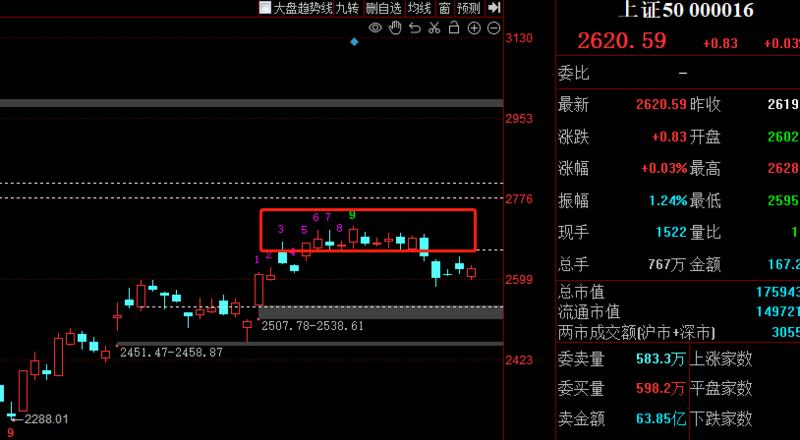 大盘趋势线 九转 删自选 均线 窗 预测
3130
2953
2776
2599
2423
1 2 3 4 5 6 7 8 9
2507.78-2538.61
2451.47-2458.87
2288.01
9
上证50 000016
2620.59 +0.83 +0.03
委比 —
最新 2620.59 昨收 2619
涨跌 +0.83 开盘 2602
涨幅 +0.03% 最高 2628
振幅 1.24% 最低 2595
现手 1522 量比 1
总手 767万 金额 167.2
总市值 175943
流通市值 149721
两市成交额(沪市+深市) 3055
委卖量 583.3万 上涨家数
委买量 598.2万 平盘家数
卖金额 63.85亿 下跌家数